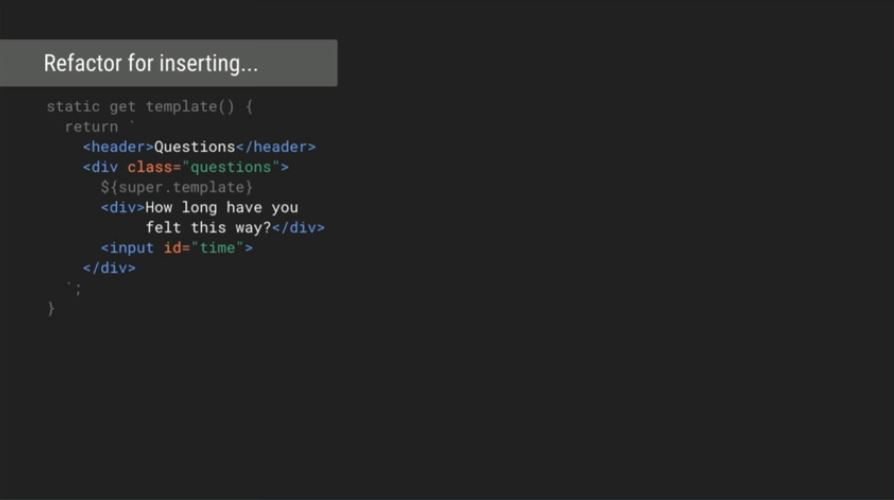 Refactor for inserting...
static get template() {
return `
<header>Questions</header>
<div class="questions">
${super.template}
<div>How long have you
felt this way?</div>
<input id="time">
</div>
`;
}